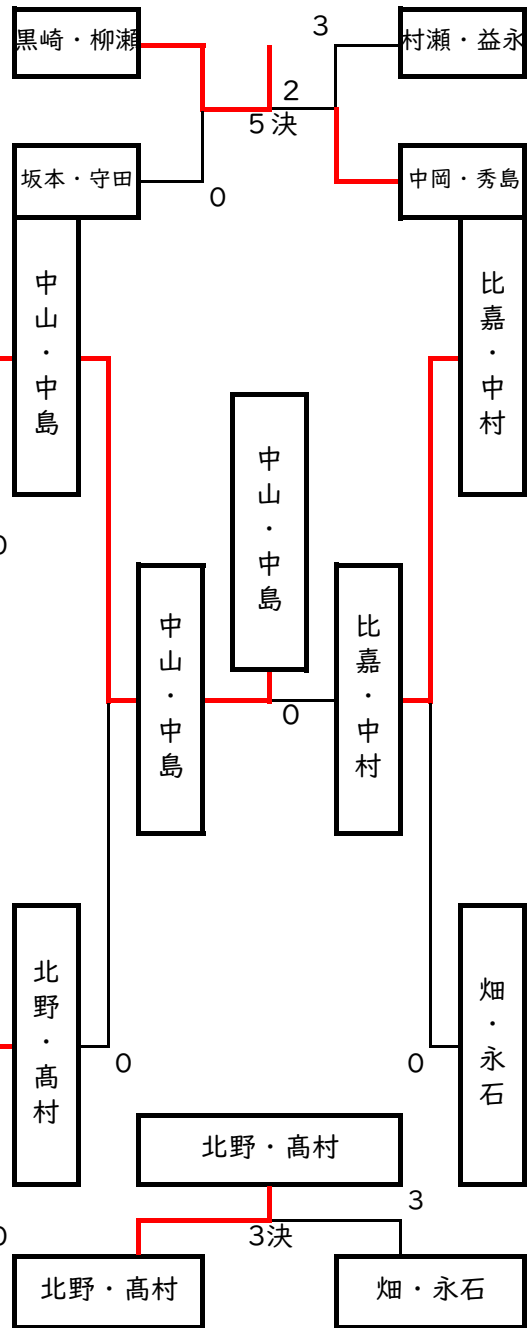 黒崎・柳瀬
3
村瀬・益永
2
5決
坂本・守田
0
中岡・秀島
中山・中島
比嘉・中村
中山・中島
0
中山・中島
比嘉・中村
0
北野・髙村
畑・永石
0
0
北野・髙村
3
0
3決
北野・髙村
畑・永石